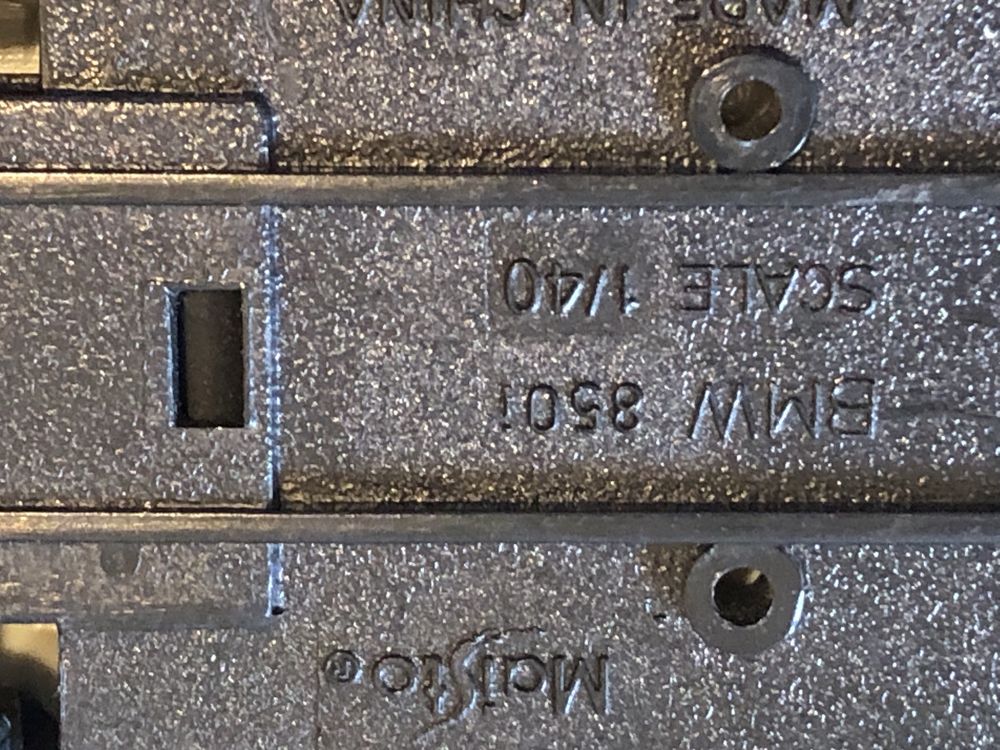 Maisto®
BMW 850i
SCALE 1/40
MADE IN CHINA